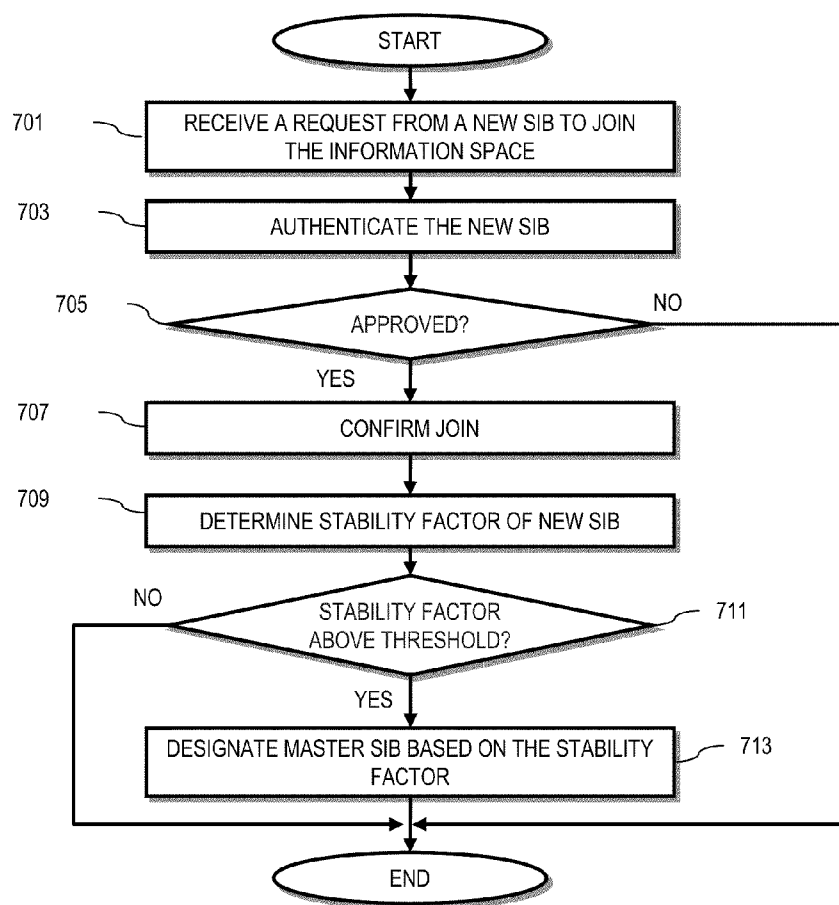 START
701
RECEIVE A REQUEST FROM A NEW SIB TO JOIN
THE INFORMATION SPACE
703
AUTHENTICATE THE NEW SIB
705
APPROVED?
NO
YES
707
CONFIRM JOIN
709
DETERMINE STABILITY FACTOR OF NEW SIB
NO
STABILITY FACTOR
ABOVE THRESHOLD?
711
YES
DESIGNATE MASTER SIB BASED ON THE STABILITY
FACTOR
713
END